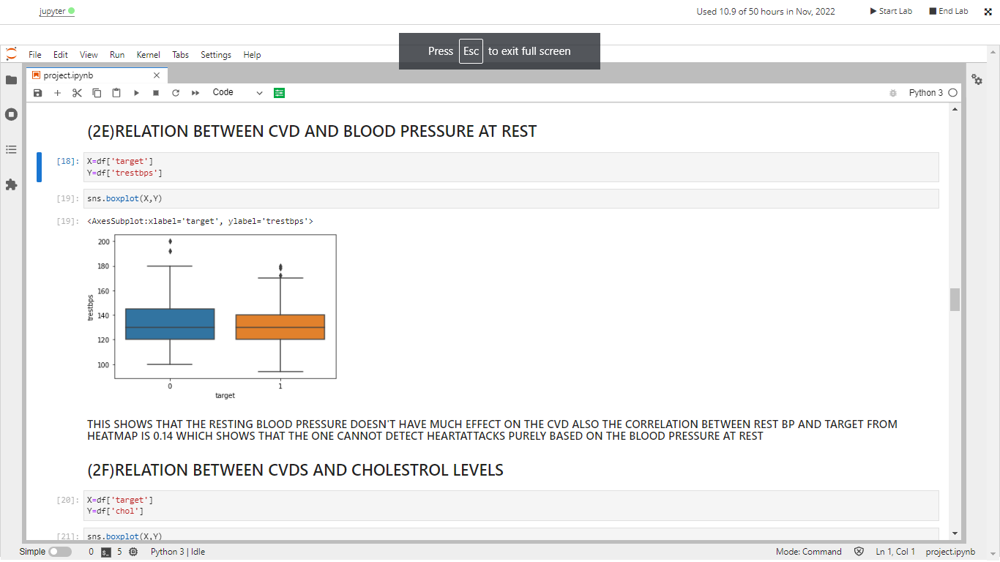 jupyter
Used 10.9 of 50 hours in Nov, 2022
Start Lab
End Lab
Press Esc to exit full screen
File Edit View Run Kernel Tabs Settings Help
project.ipynb
Code
Python 3
(2E)RELATION BETWEEN CVD AND BLOOD PRESSURE AT REST
[18]:
X=df['target']
Y=df['trestbps']
[19]:
sns.boxplot(X,Y)
[19]:
<AxesSubplot:xlabel='target', ylabel='trestbps'>
200
180
160
140
120
100
trestbps
0
1
target
THIS SHOWS THAT THE RESTING BLOOD PRESSURE DOESN'T HAVE MUCH EFFECT ON THE CVD ALSO THE CORRELATION BETWEEN REST BP AND TARGET FROM
HEATMAP IS 0.14 WHICH SHOWS THAT THE ONE CANNOT DETECT HEARTATTACKS PURELY BASED ON THE BLOOD PRESSURE AT REST
(2F)RELATION BETWEEN CVDS AND CHOLESTROL LEVELS
[20]:
X=df['target']
Y=df['chol']
[21]:
sns.boxplot(X,Y)
Simple
0
5
Python 3 | Idle
Mode: Command
Ln 1, Col 1
project.ipynb